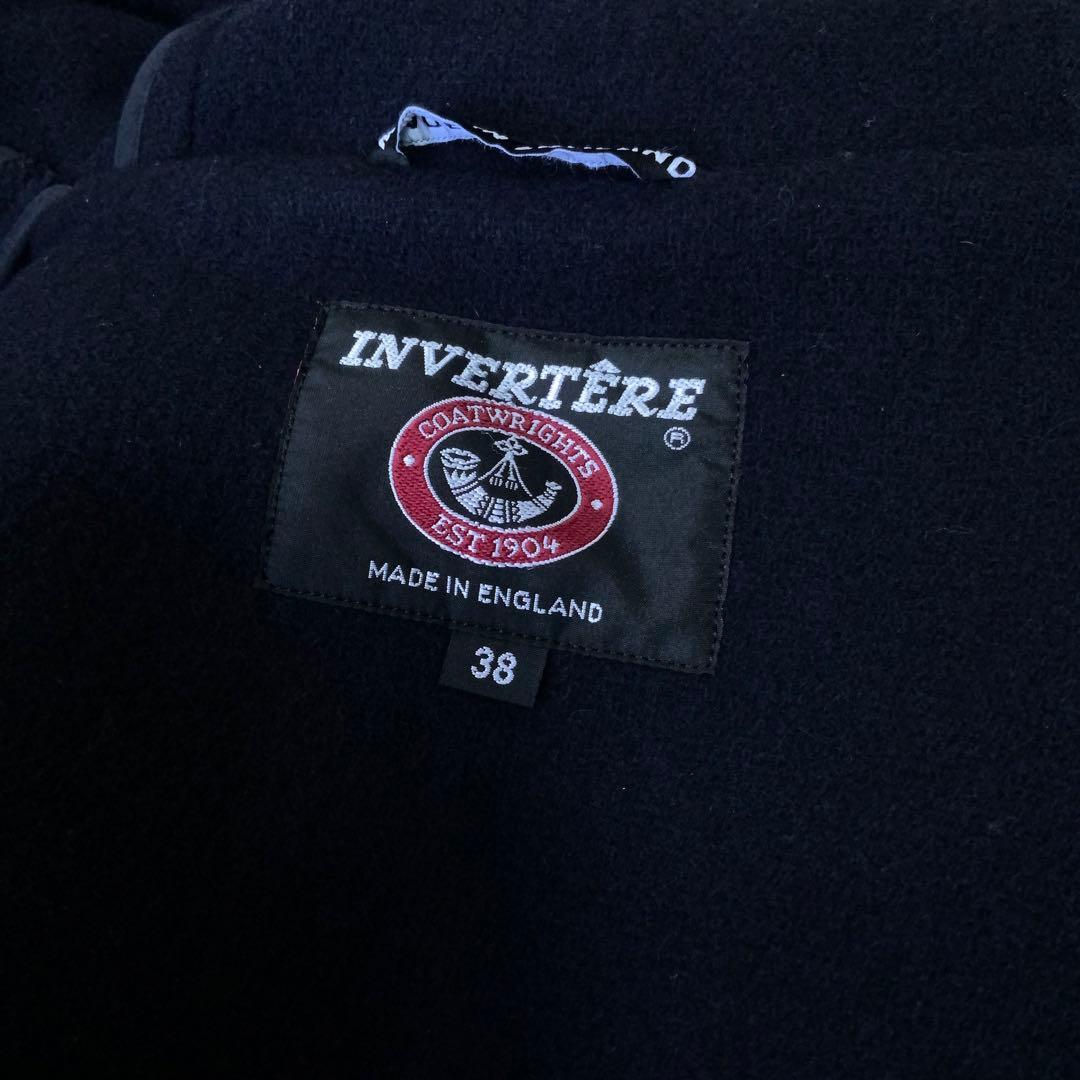 INVERTÊRE
®
COATWRIGHTS
EST 1904
MADE IN ENGLAND
38